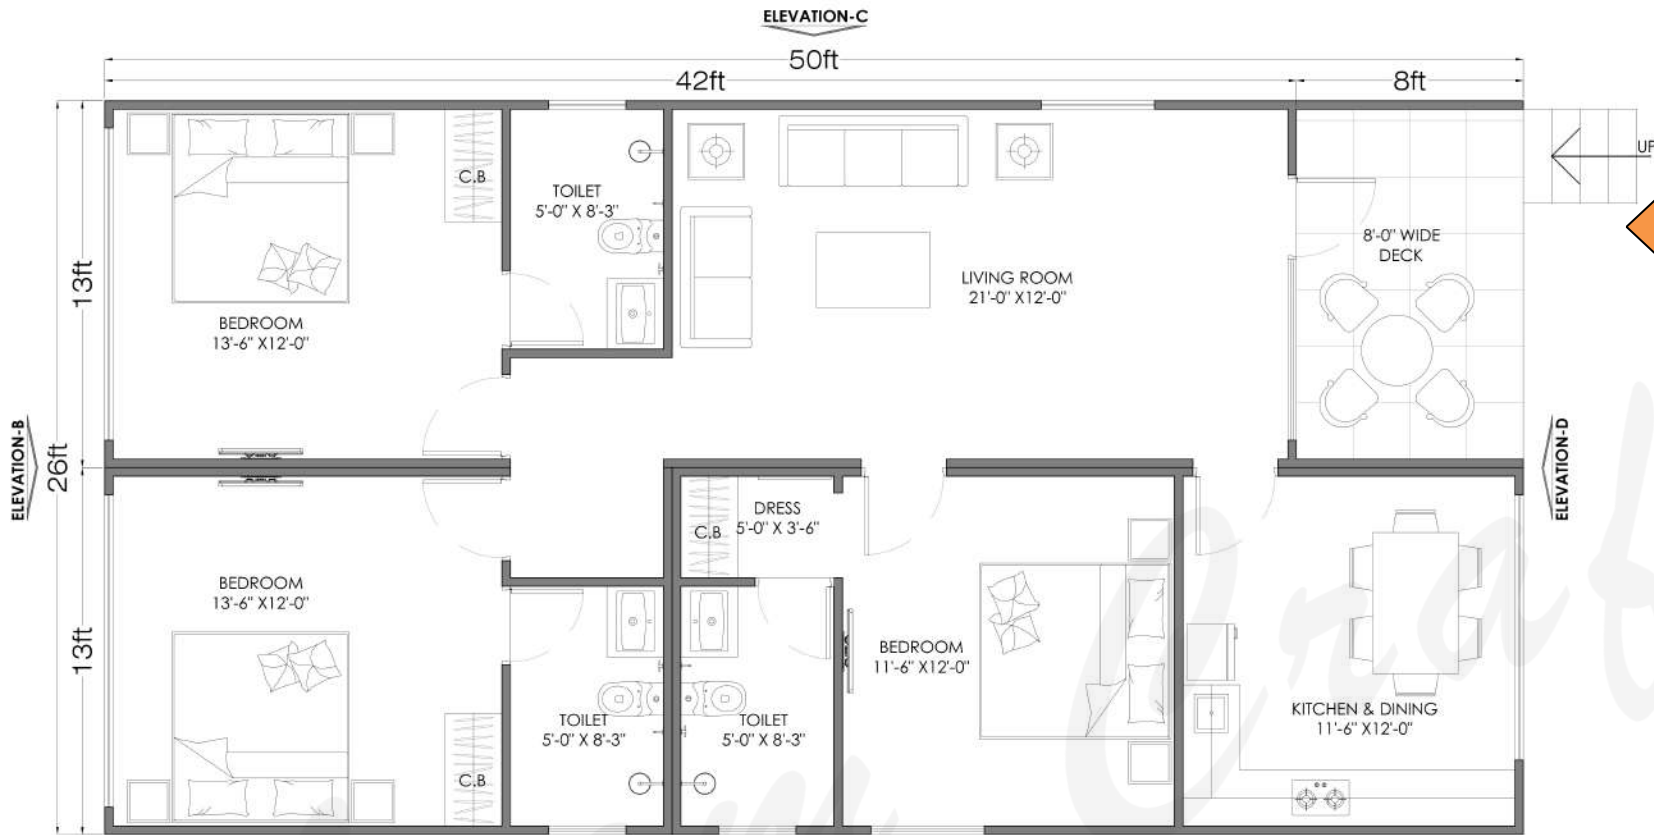 ELEVATION-C
50ft
42ft
8ft
UP
C.B
TOILET
5'-0" X 8'-3"
8'-0" WIDE
DECK
13ft
LIVING ROOM
21'-0" X12'-0"
BEDROOM
13'-6" X12'-0"
ELEVATION-B
26ft
ELEVATION-D
DRESS
5'-0" X 3'-6"
C.B
BEDROOM
13'-6" X12'-0"
13ft
BEDROOM
11'-6" X12'-0"
KITCHEN & DINING
11'-6" X12'-0"
TOILET
5'-0" X 8'-3"
TOILET
5'-0" X 8'-3"
C.B